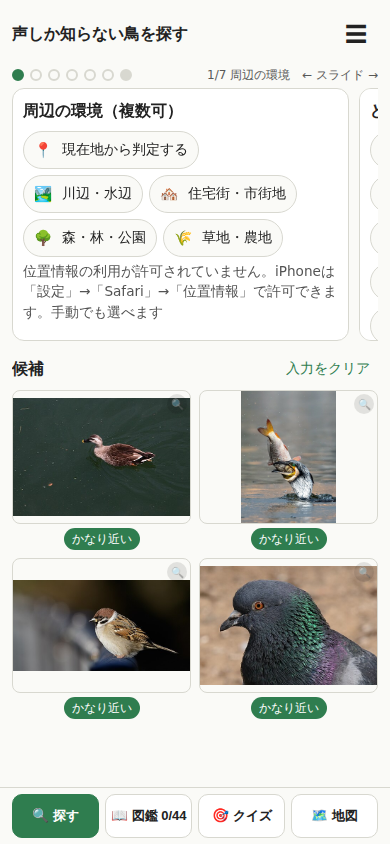 声しか知らない鳥を探す
1/7 周辺の環境 ← スライド →
周辺の環境（複数可）
📍 現在地から判定する
🏞️ 川辺・水辺 🏘️ 住宅街・市街地
🌳 森・林・公園 🌾 草地・農地
位置情報の利用が許可されていません。iPhoneは
「設定」→「Safari」→「位置情報」で許可できま
す。手動でも選べます
候補 入力をクリア
かなり近い かなり近い
かなり近い かなり近い
🔍 探す 📖 図鑑 0/44 🎯 クイズ 🗺️ 地図